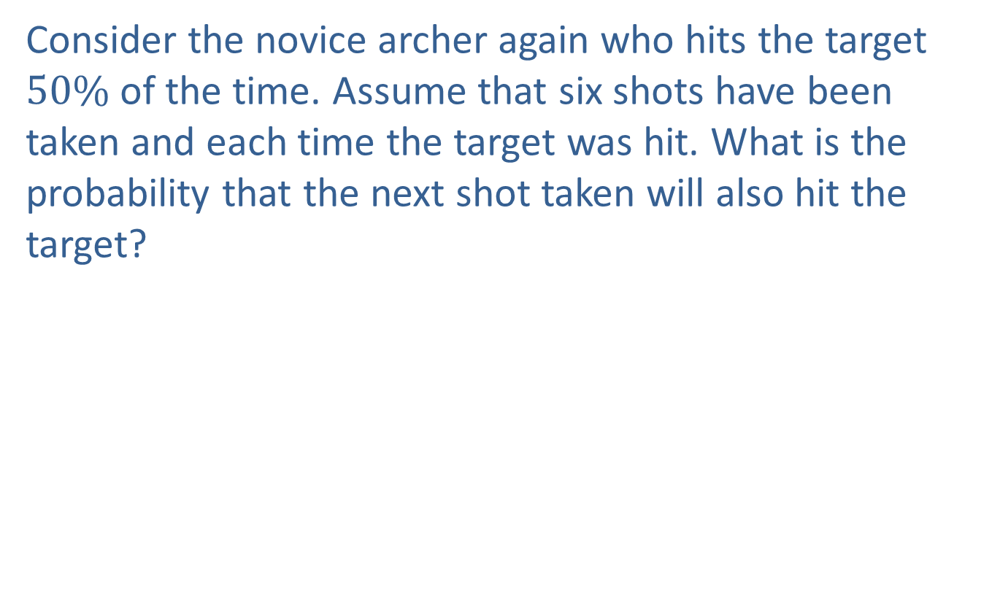 Consider the novice archer again who hits the target
50% of the time. Assume that six shots have been
taken and each time the target was hit. What is the
probability that the next shot taken will also hit the
target?